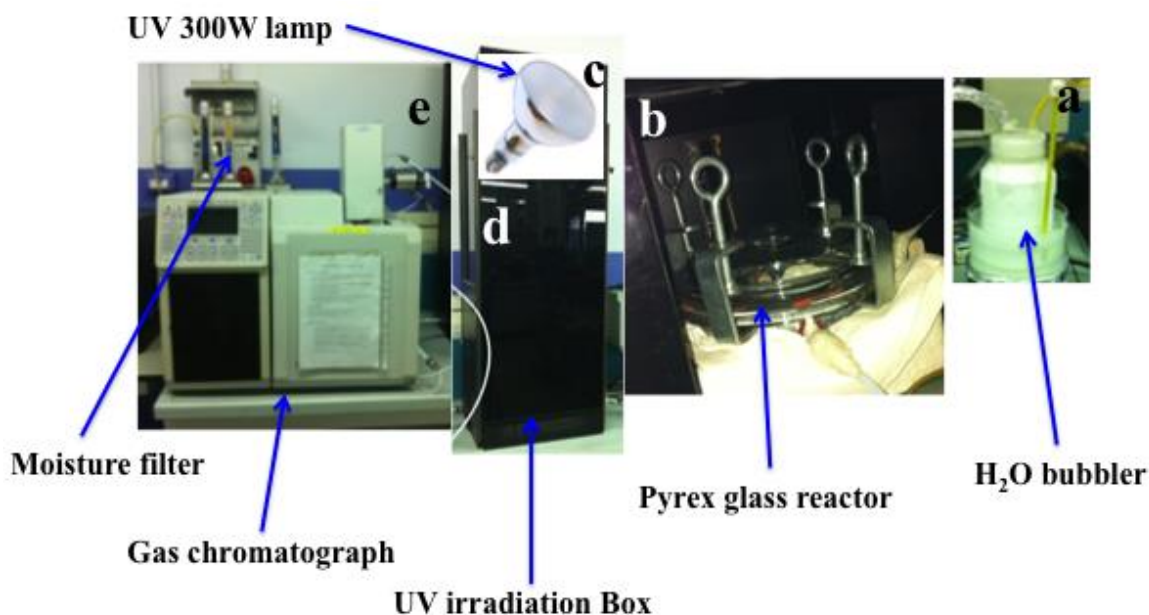 UV 300W lamp
e
c
d
b
a
Moisture filter
Gas chromatograph
UV irradiation Box
Pyrex glass reactor
H₂O bubbler